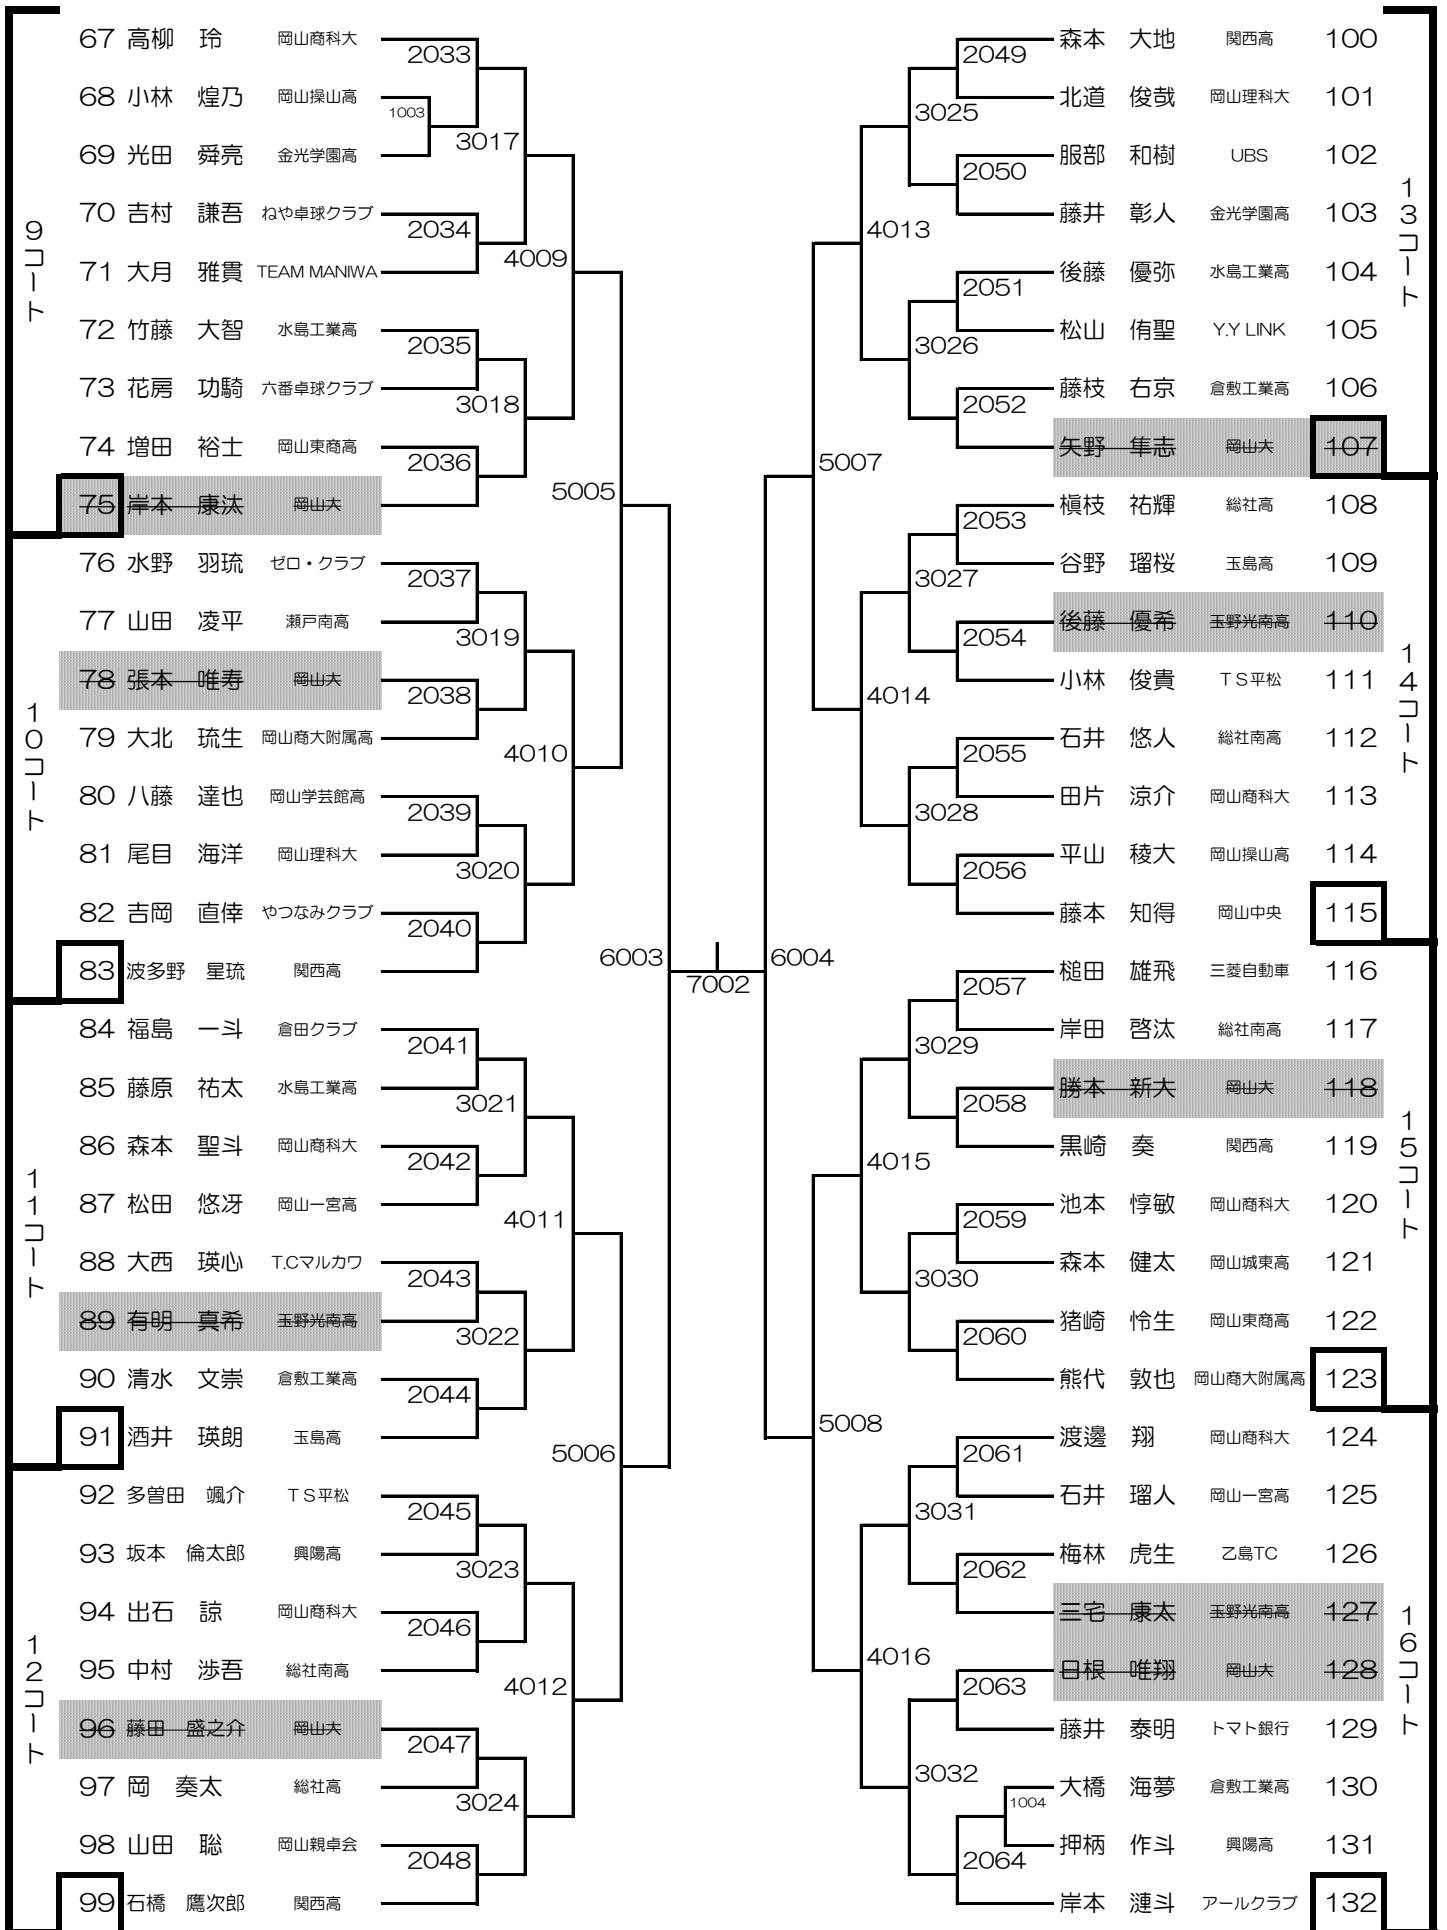 9コート
67 高柳　玲 岡山商科大
68 小林　煌乃 岡山操山高
69 光田　舜亮 金光学園高
70 吉村　謙吾 ねや卓球クラブ
71 大月　雅貫 TEAM MANIWA
72 竹藤　大智 水島工業高
73 花房　功騎 六番卓球クラブ
74 増田　裕士 岡山東商高
75 岸本　康汰 岡山大
10コート
76 水野　羽琉 ゼロ・クラブ
77 山田　凌平 瀬戸南高
78 張本　唯寿 岡山大
79 大北　琉生 岡山商大附属高
80 八藤　達也 岡山学芸館高
81 尾目　海洋 岡山理科大
82 吉岡　直倖 やつなみクラブ
83 波多野　星琉 関西高
11コート
84 福島　一斗 倉田クラブ
85 藤原　祐太 水島工業高
86 森本　聖斗 岡山商科大
87 松田　悠冴 岡山一宮高
88 大西　瑛心 T.Cマルカワ
89 有明　真希 玉野光南高
90 清水　文崇 倉敷工業高
91 酒井　瑛朗 玉島高
12コート
92 多曽田　颯介 ＴＳ平松
93 坂本　倫太郎 興陽高
94 出石　諒 岡山商科大
95 中村　渉吾 総社南高
96 藤田　盛之介 岡山大
97 岡　奏太 総社高
98 山田　聡 岡山親卓会
99 石橋　鷹次郎 関西高
1003
2033
2034
2035
2036
2037
2038
2039
2040
2041
2042
2043
2044
2045
2046
2047
2048
3017
3018
3019
3020
3021
3022
3023
3024
4009
4010
4011
4012
5005
5006
6003
7002
6004
5007
5008
4013
4014
4015
4016
3025
3026
3027
3028
3029
3030
3031
3032
2049
2050
2051
2052
2053
2054
2055
2056
2057
2058
2059
2060
2061
2062
2063
2064
1004
13コート
森本　大地 関西高 100
北道　俊哉 岡山理科大 101
服部　和樹 UBS 102
藤井　彰人 金光学園高 103
後藤　優弥 水島工業高 104
松山　侑聖 Y.Y LINK 105
藤枝　右京 倉敷工業高 106
矢野　隼志 岡山大 107
14コート
槇枝　祐輝 総社高 108
谷野　瑠桜 玉島高 109
後藤　優希 玉野光南高 110
小林　俊貴 ＴＳ平松 111
石井　悠人 総社南高 112
田片　涼介 岡山商科大 113
平山　稜大 岡山操山高 114
藤本　知得 岡山中央 115
15コート
槌田　雄飛 三菱自動車 116
岸田　啓汰 総社南高 117
勝本　新大 岡山大 118
黒崎　奏 関西高 119
池本　惇敏 岡山商科大 120
森本　健太 岡山城東高 121
猪崎　怜生 岡山東商高 122
熊代　敦也 岡山商大附属高 123
16コート
渡邊　翔 岡山商科大 124
石井　瑠人 岡山一宮高 125
梅林　虎生 乙島TC 126
三宅　康太 玉野光南高 127
日根　唯翔 岡山大 128
藤井　泰明 トマト銀行 129
大橋　海夢 倉敷工業高 130
押柄　作斗 興陽高 131
岸本　漣斗 アールクラブ 132